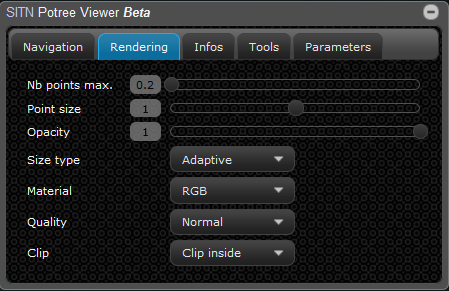 SITN Potree Viewer Beta
Navigation Rendering Infos Tools Parameters
Nb points max. 0.2
Point size 1
Opacity 1
Size type Adaptive
Material RGB
Quality Normal
Clip Clip inside